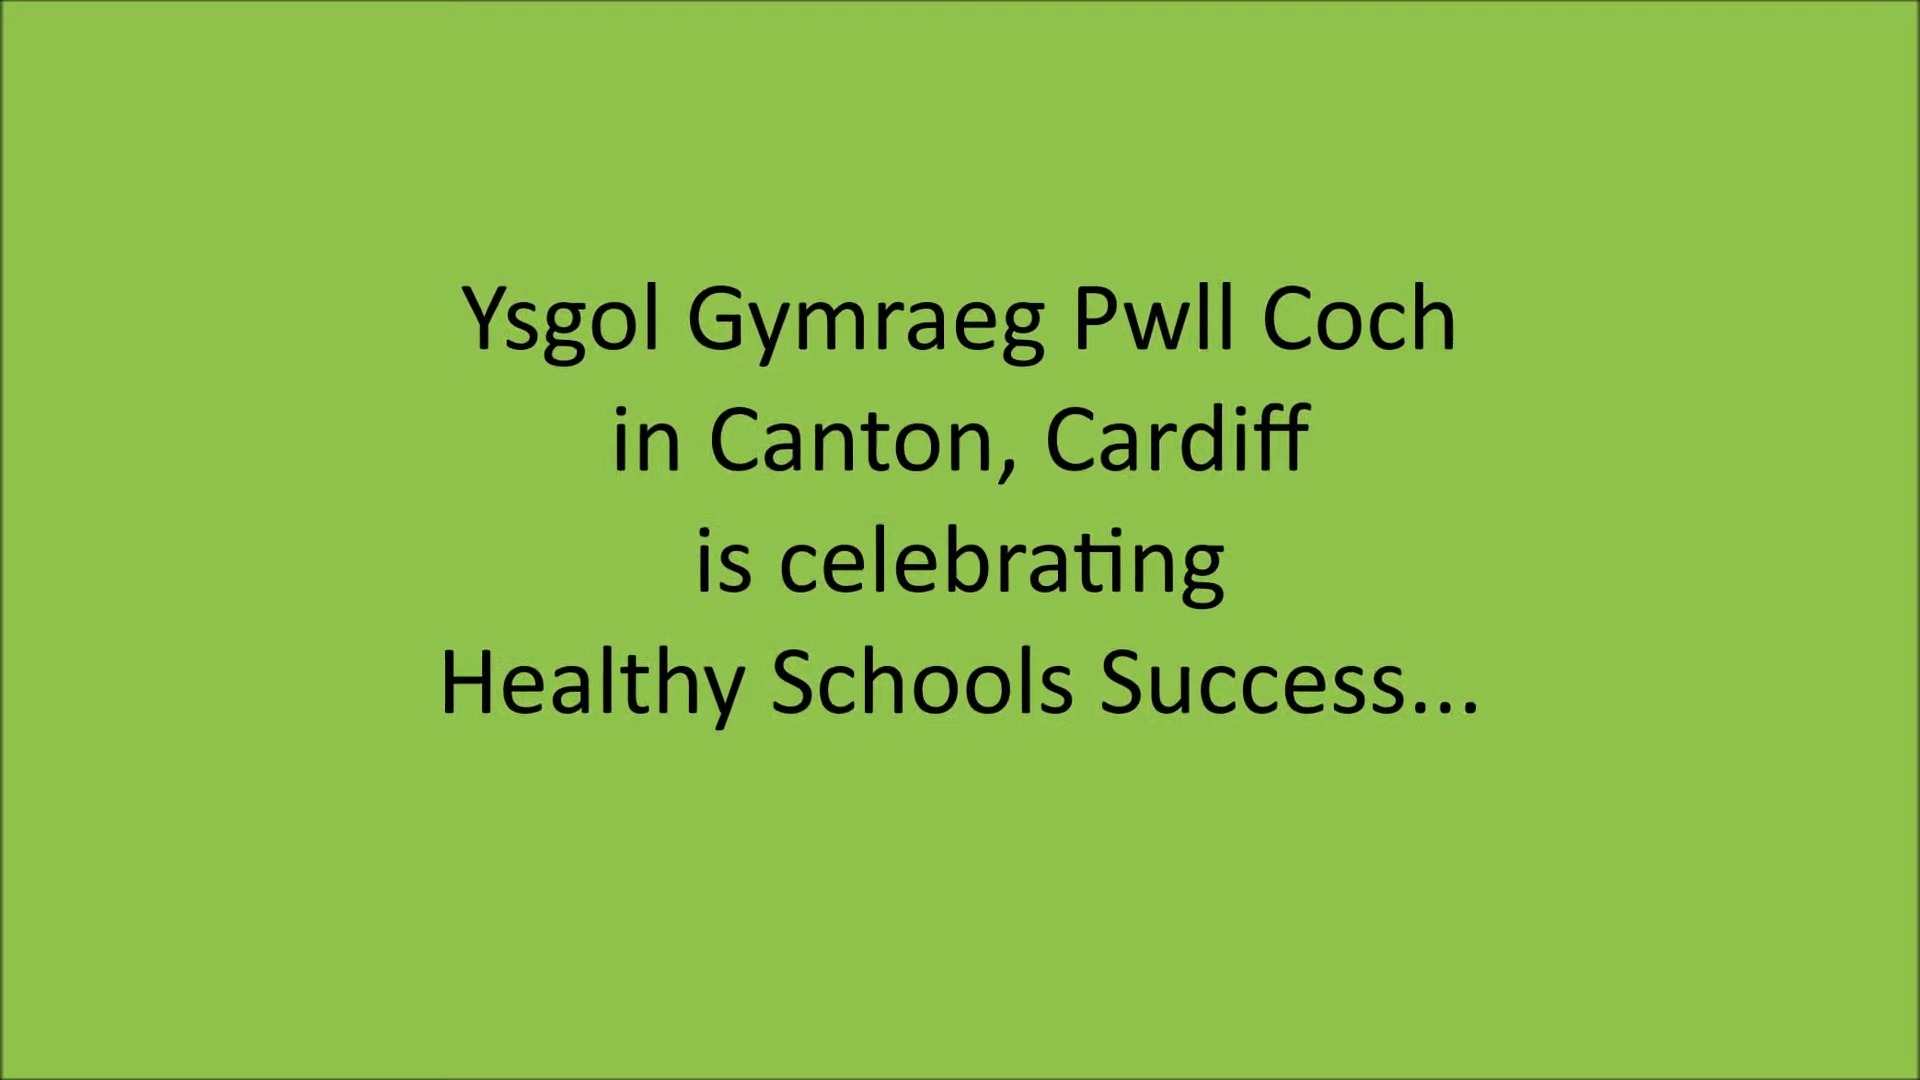 Ysgol Gymraeg Pwll Coch
in Canton, Cardiff
is celebrating
Healthy Schools Success...